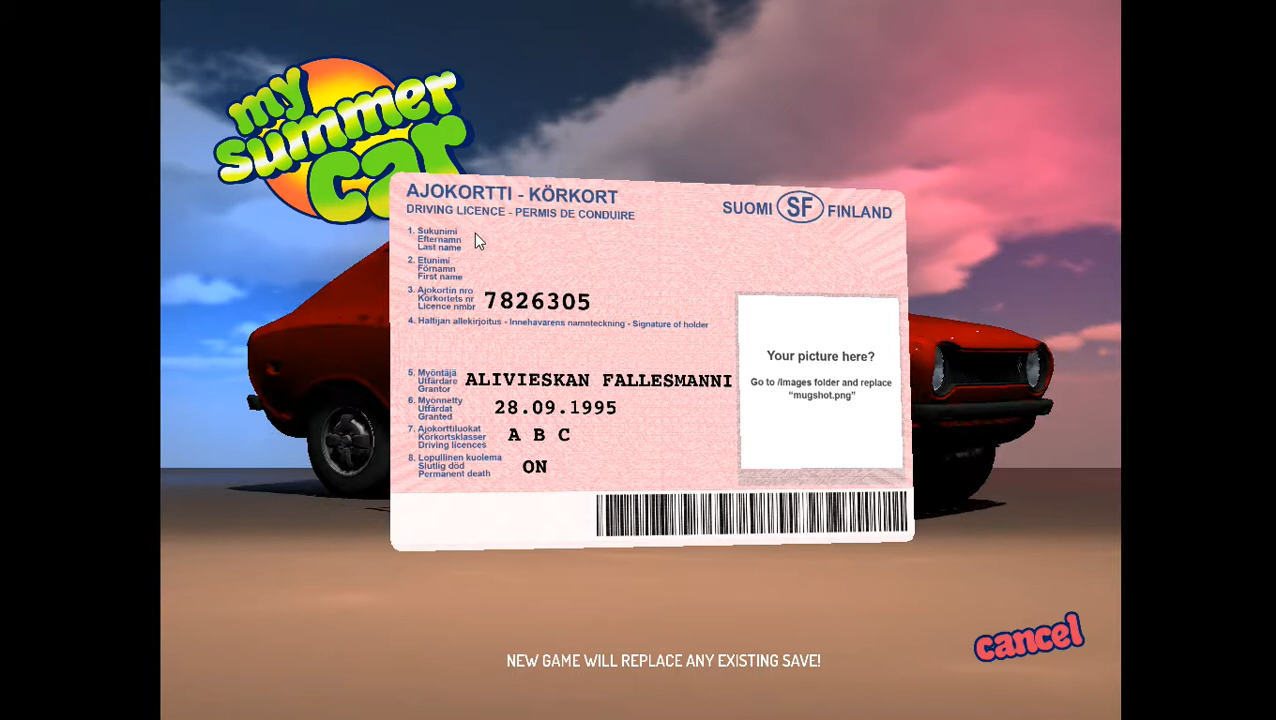 my
summer
car
AJOKORTTI - KÖRKORT
DRIVING LICENCE - PERMIS DE CONDUIRE
SUOMI SF FINLAND
1. Sukunimi
Efternamn
Last name
2. Etunimi
Förnamn
First name
3. Ajokortin nro
Körkortets nr
Licence nmbr
7826305
4. Haltijan allekirjoitus - Innehavarens namnteckning - Signature of holder
Your picture here?
Go to /Images folder and replace
“mugshot.png”
5. Myöntäjä
Utfärdare
Grantor
ALIVIESKAN FALLESMANNI
6. Myonnetty
Utfärdat
Granted
28.09.1995
7. Ajokorttiluokat
Körkortsklasser
Driving licences
A B C
8. Lopullinen kuolema
Slutlig död
Permanent death
ON
cancel
NEW GAME WILL REPLACE ANY EXISTING SAVE!